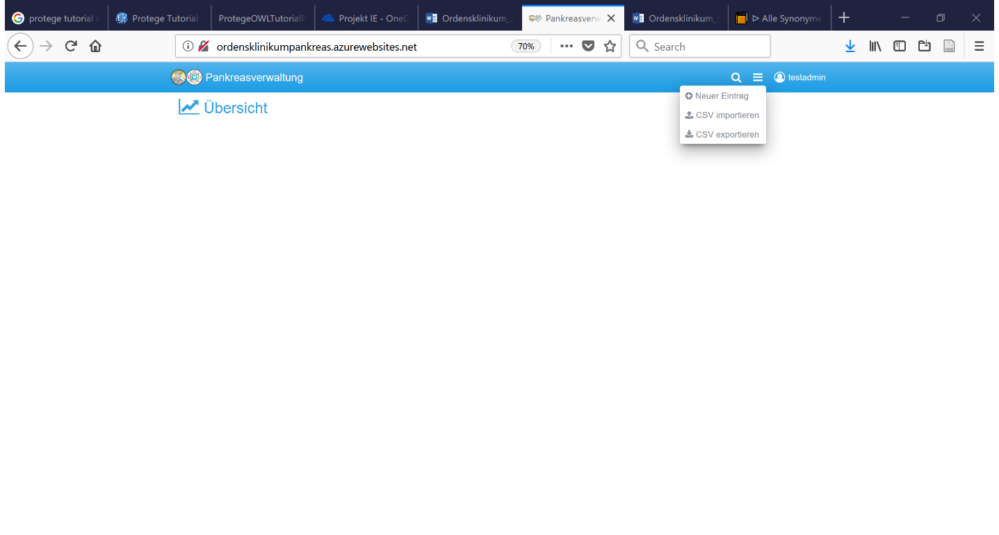 protege tutorial
Protege Tutorial
ProtegeOWLTutorialP
Projekt IE - OneD
Ordensklinikum_
Pankreasverw
Ordensklinikum_
ᐅ Alle Synonyme
ordensklinikumpankreas.azurewebsites.net
70%
Search
Pankreasverwaltung
testadmin
Übersicht
Neuer Eintrag
CSV importieren
CSV exportieren